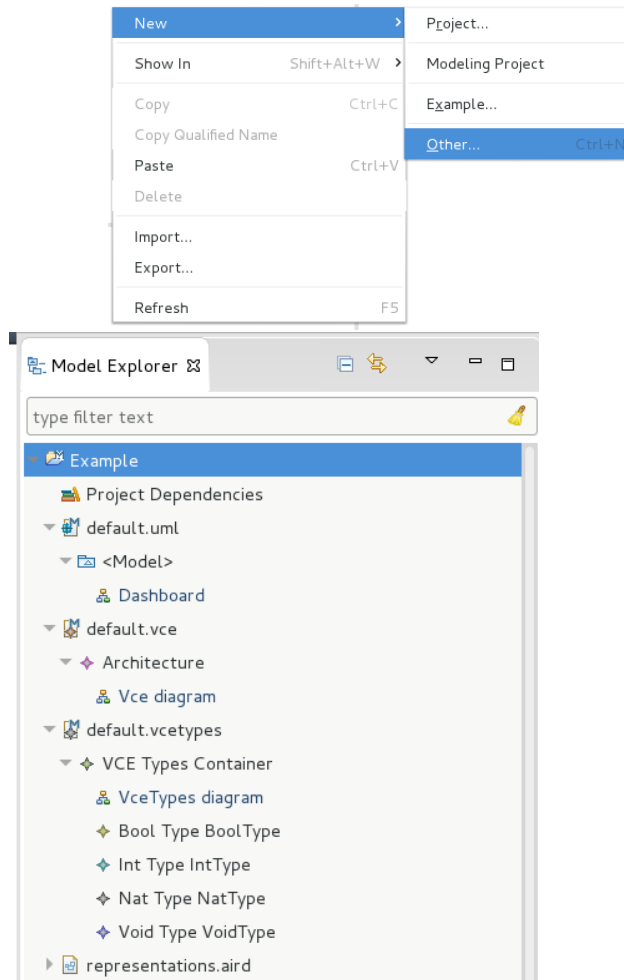 New
Project...
Show In Shift+Alt+W
Modeling Project
Copy Ctrl+C
Example...
Copy Qualified Name
Other... Ctrl+N
Paste Ctrl+V
Delete
Import...
Export...
Refresh F5
Model Explorer
type filter text
Example
Project Dependencies
default.uml
<Model>
Dashboard
default.vce
Architecture
Vce diagram
default.vcetypes
VCE Types Container
VceTypes diagram
Bool Type BoolType
Int Type IntType
Nat Type NatType
Void Type VoidType
representations.aird